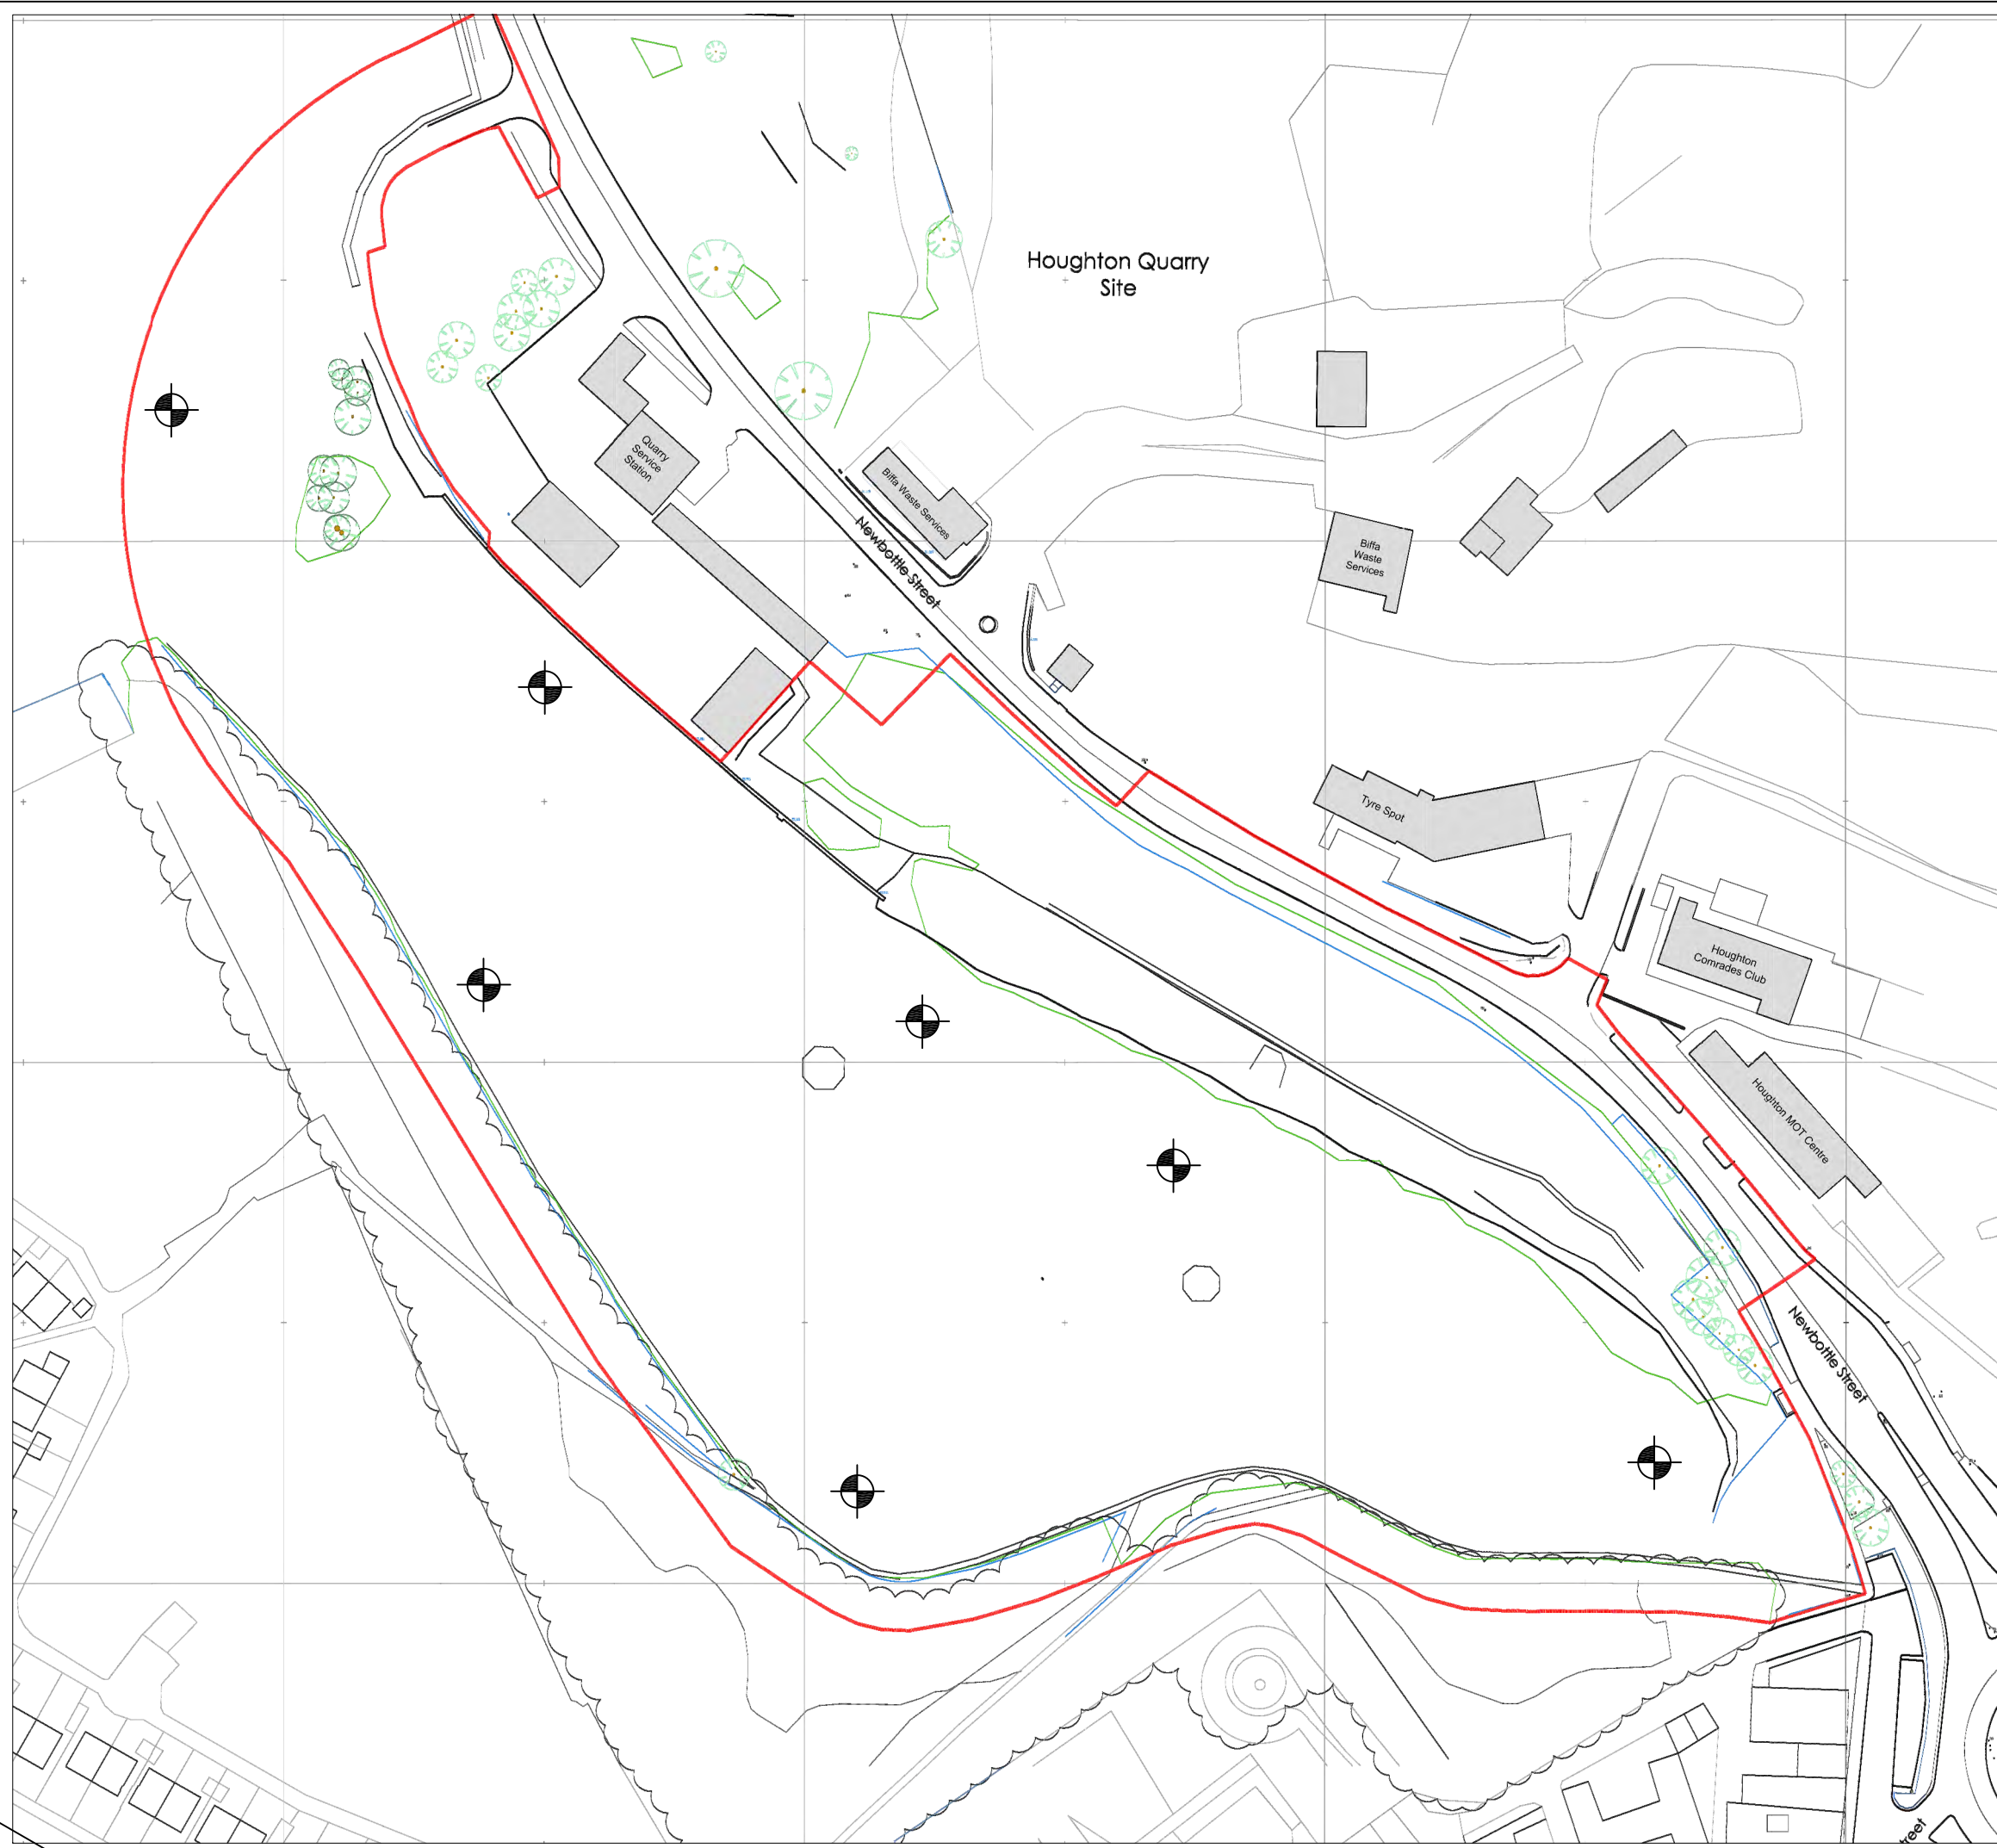 Houghton Quarry
Site
Quarry
Service
Station
Biffa Waste Services
Newbottle Street
Biffa
Waste
Services
Tyre Spot
Houghton
Comrades Club
Houghton MOT Centre
Newbottle Street
reet